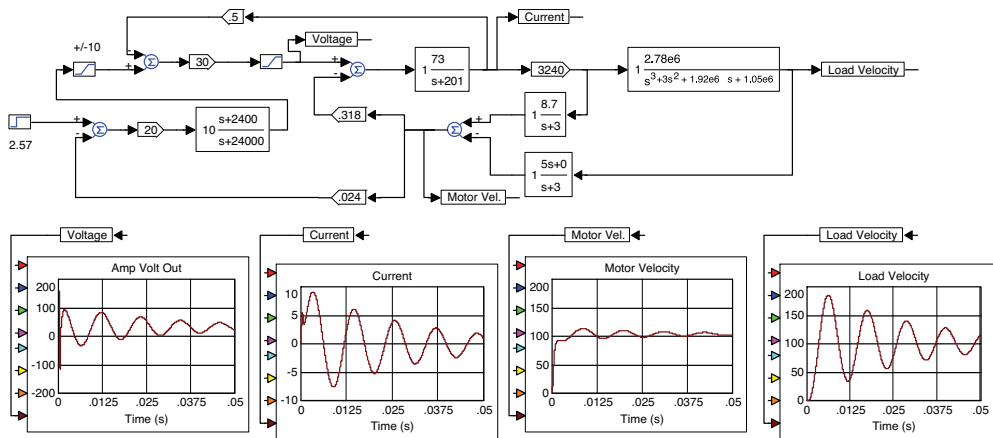 .5
Current
+/-10
Voltage
-
+
Σ
30
+
-
Σ
73
1
s+201
3240
2.78e6
1
s³+3s²+1.92e6 s+1.05e6
Load Velocity
.318
8.7
1
s+3
+
-
Σ
2.57
+
-
Σ
20
s+2400
10
s+24000
5s+0
1
s+3
.024
Motor Vel.
Voltage
Current
Motor Vel.
Load Velocity
Amp Volt Out
200
100
0
-100
-200
0 .0125 .025 .0375 .05
Time (s)
Current
10
5
0
-5
-10
0 .0125 .025 .0375 .05
Time (s)
Motor Velocity
200
150
100
50
0
0 .0125 .025 .0375 .05
Time (s)
Load Velocity
200
150
100
50
0
0 .0125 .025 .0375 .05
Time (s)